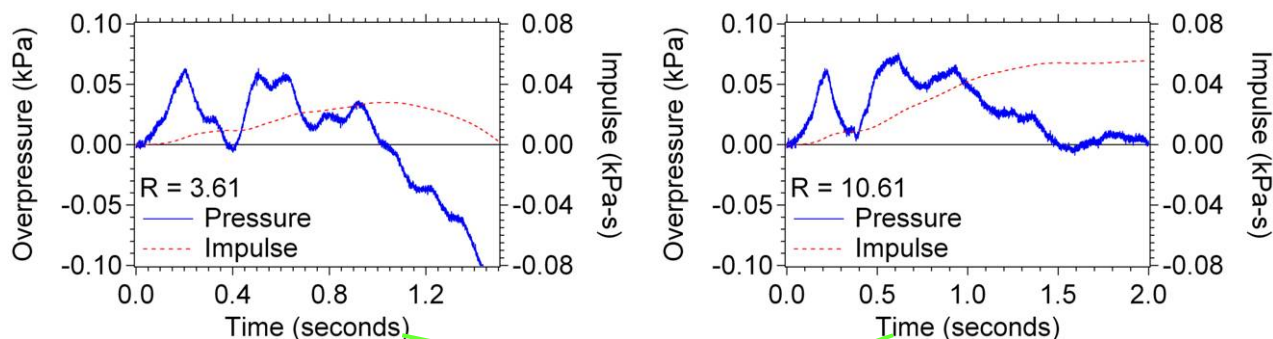 Overpressure (kPa)
0.10
0.05
0.00
-0.05
-0.10
R = 3.61
Pressure
Impulse
0.08
0.04
0.00
-0.04
-0.08
Impulse (kPa-s)
0.0 0.4 0.8 1.2
Time (seconds)
Overpressure (kPa)
0.10
0.05
0.00
-0.05
-0.10
R = 10.61
Pressure
Impulse
0.08
0.04
0.00
-0.04
-0.08
Impulse (kPa-s)
0.0 0.5 1.0 1.5 2.0
Time (seconds)